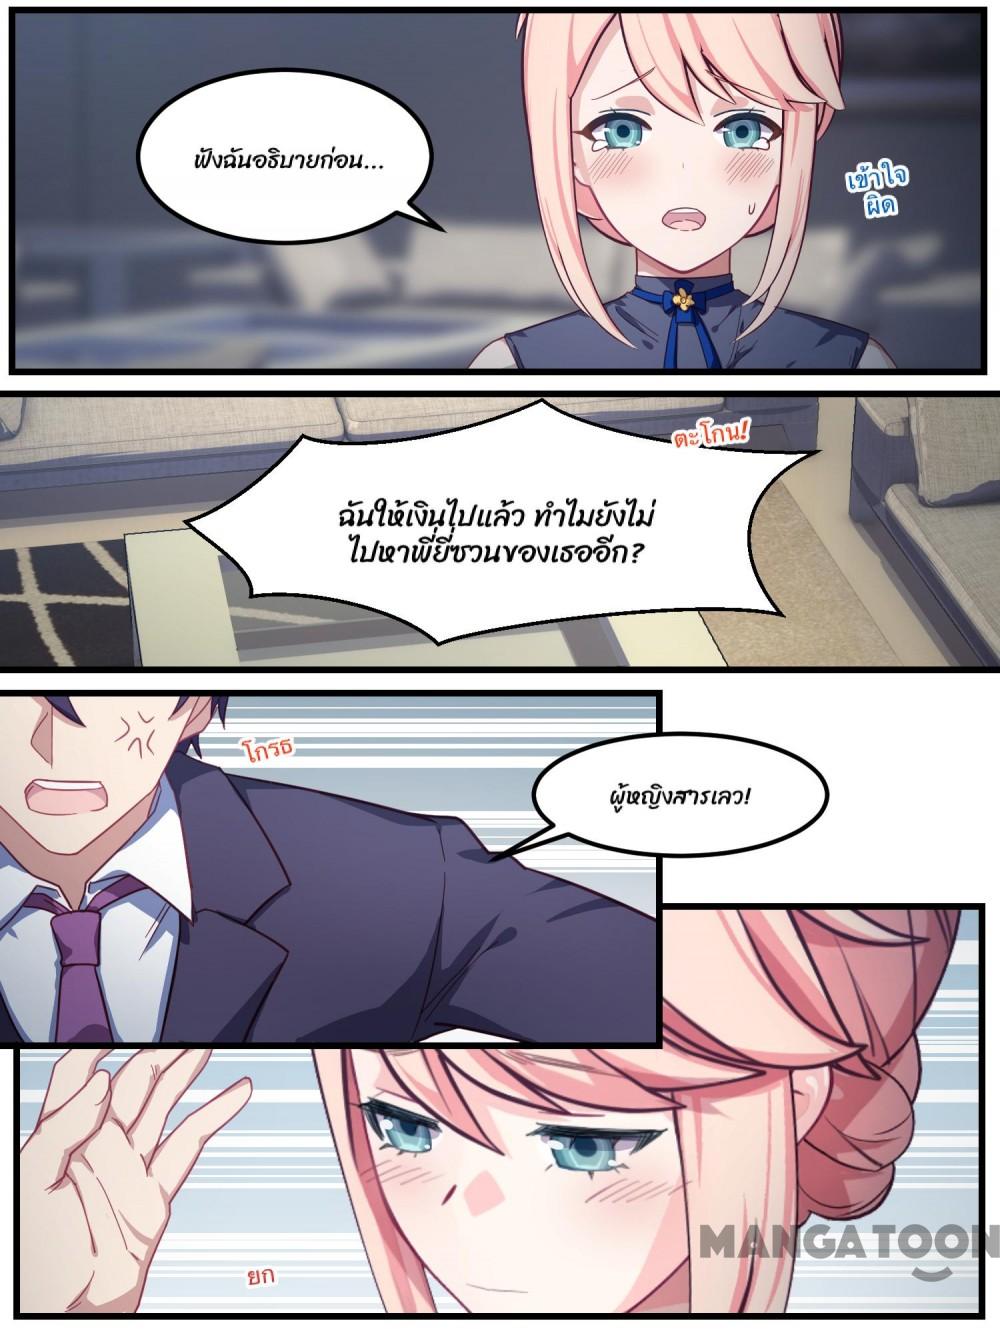 ฟังฉันอธิบายก่อน...
เข้าใจ
ผิด
ตะโกน!
ฉันให้เงินไปแล้ว ทำไมยังไม่
ไปหาพี่ยี่ซวนของเธออีก?
โกรธ
ผู้หญิงสารเลว!
ยก
MANGATOON